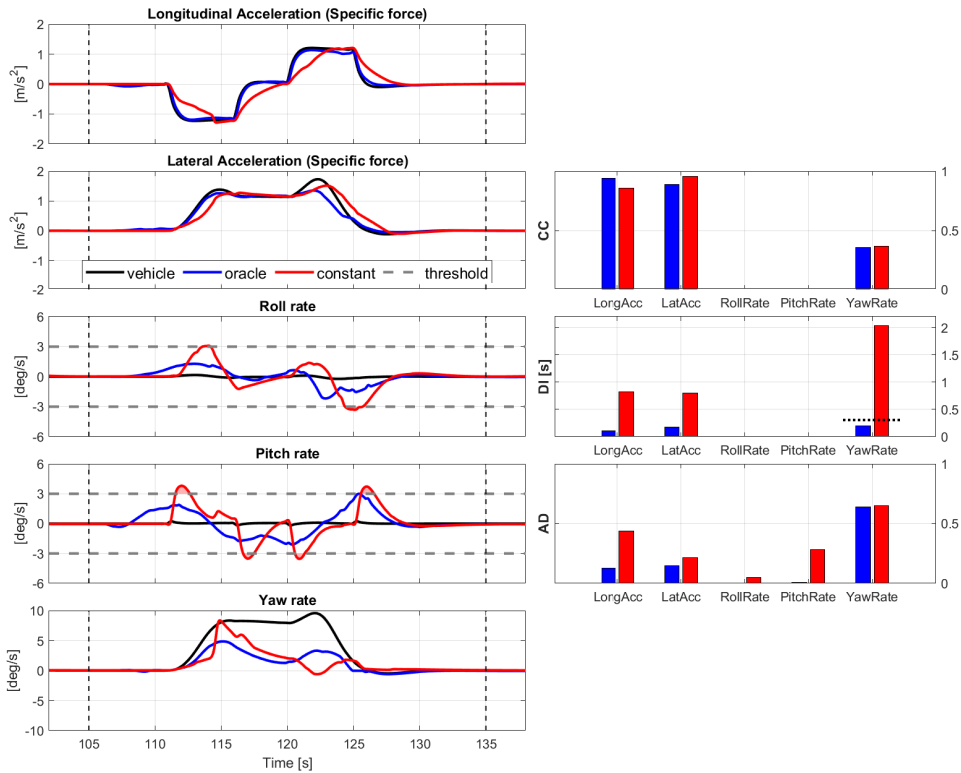 Longitudinal Acceleration (Specific force)
2
1
0
-1
-2
[m/s²]
Lateral Acceleration (Specific force)
2
1
0
-1
-2
[m/s²]
vehicle oracle constant threshold
Roll rate
6
3
0
-3
-6
[deg/s]
Pitch rate
6
3
0
-3
-6
[deg/s]
Yaw rate
10
5
0
-5
-10
[deg/s]
105 110 115 120 125 130 135
Time [s]
CC
1
0.5
0
LongAcc LatAcc RollRate PitchRate YawRate
DI [s]
2
1.5
1
0.5
0
LongAcc LatAcc RollRate PitchRate YawRate
AD
1
0.5
0
LongAcc LatAcc RollRate PitchRate YawRate